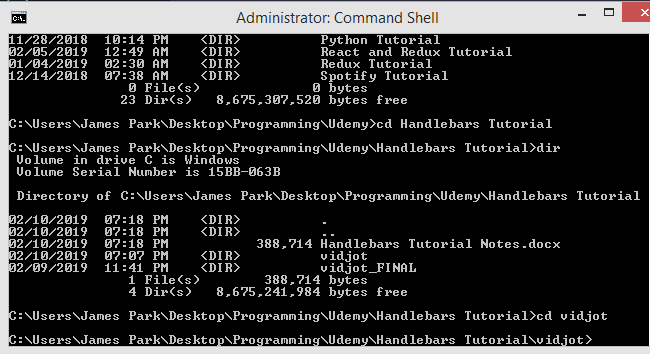 Administrator: Command Shell
11/28/2018  10:14 PM    <DIR>          Python Tutorial
02/05/2019  12:49 AM    <DIR>          React and Redux Tutorial
01/04/2019  02:30 AM    <DIR>          Redux Tutorial
12/14/2018  07:38 AM    <DIR>          Spotify Tutorial
               0 File(s)              0 bytes
              23 Dir(s)   8,675,307,520 bytes free
C:\Users\James Park\Desktop\Programming\Udemy>cd Handlebars Tutorial
C:\Users\James Park\Desktop\Programming\Udemy\Handlebars Tutorial>dir
 Volume in drive C is Windows
 Volume Serial Number is 15BB-063B
 Directory of C:\Users\James Park\Desktop\Programming\Udemy\Handlebars Tutorial
02/10/2019  07:18 PM    <DIR>          .
02/10/2019  07:18 PM    <DIR>          ..
02/10/2019  07:18 PM           388,714 Handlebars Tutorial Notes.docx
02/10/2019  07:07 PM    <DIR>          vidjot
02/09/2019  11:41 PM    <DIR>          vidjot_FINAL
               1 File(s)        388,714 bytes
               4 Dir(s)   8,675,241,984 bytes free
C:\Users\James Park\Desktop\Programming\Udemy\Handlebars Tutorial>cd vidjot
C:\Users\James Park\Desktop\Programming\Udemy\Handlebars Tutorial\vidjot>